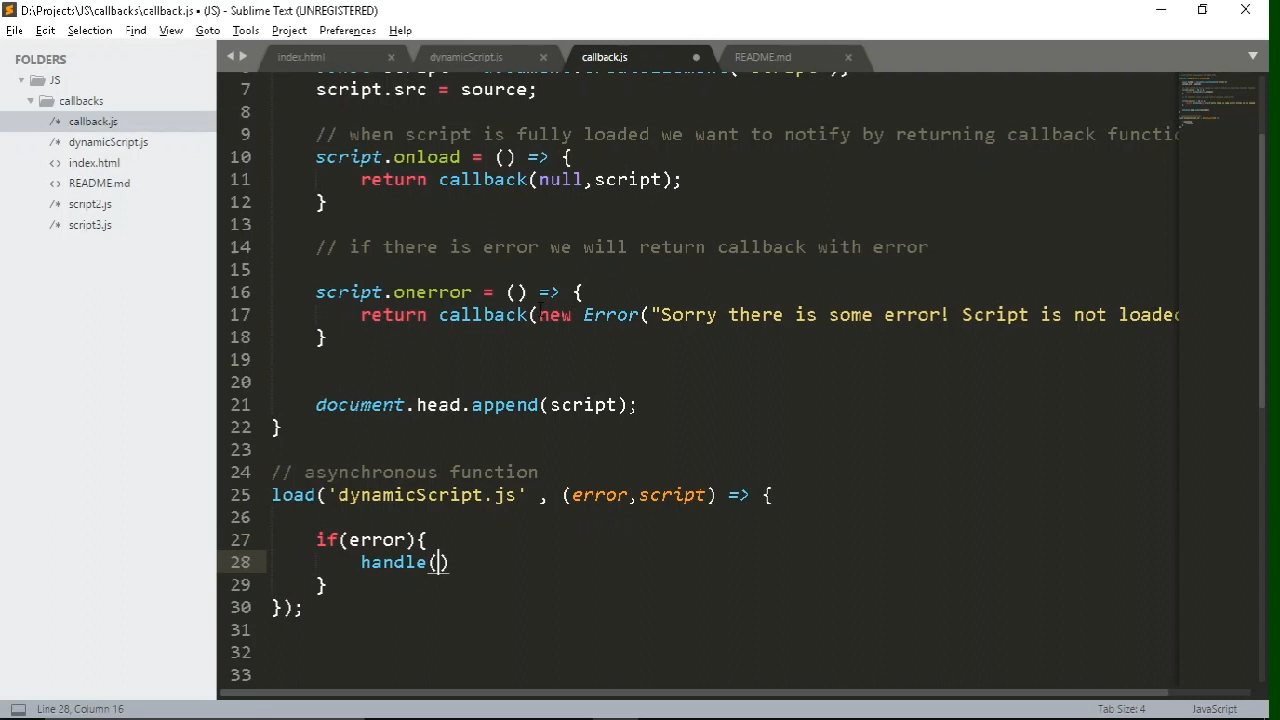 D:\Projects\JS\callbacks\callback.js • (JS) - Sublime Text (UNREGISTERED)
File Edit Selection Find View Goto Tools Project Preferences Help
FOLDERS
JS
callbacks
callback.js
dynamicScript.js
index.html
README.md
script2.js
script3.js
index.html dynamicScript.js callback.js README.md
7 script.src = source;
8
9 // when script is fully loaded we want to notify by returning callback functi
10 script.onload = () => {
11 return callback(null,script);
12 }
13
14 // if there is error we will return callback with error
15
16 script.onerror = () => {
17 return callback(new Error("Sorry there is some error! Script is not loade
18 }
19
20
21 document.head.append(script);
22 }
23
24 // asynchronous function
25 load('dynamicScript.js' , (error,script) => {
26
27 if(error){
28 handle()
29 }
30 });
31
32
33
Line 28, Column 16 Tab Size: 4 JavaScript